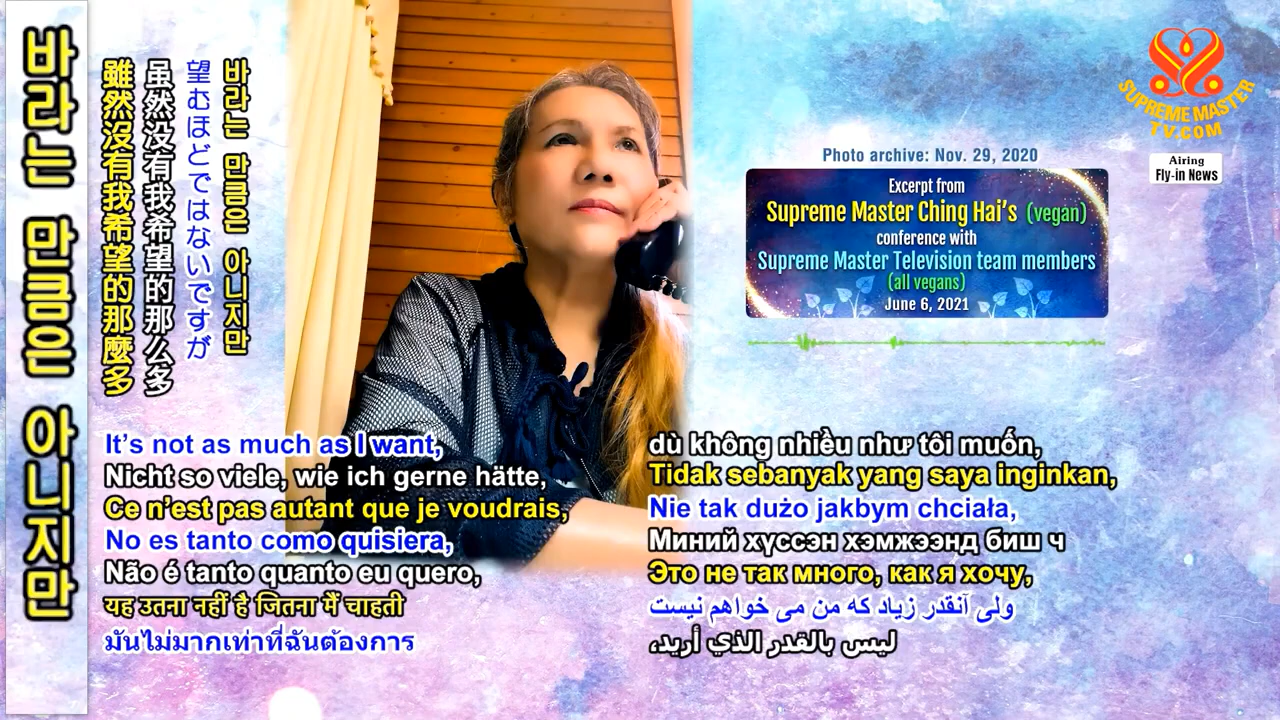 바라는 만큼은 아니지만
雖然沒有我希望的那麼多
虽然没有我希望的那么多
望むほどではないですが
바라는 만큼은 아니지만
SUPREME MASTER
TV.COM
Airing
Fly-in News
Photo archive: Nov. 29, 2020
Excerpt from
Supreme Master Ching Hai’s (vegan)
conference with
Supreme Master Television team members
(all vegans)
June 6, 2021
It’s not as much as I want,
Nicht so viele, wie ich gerne hätte,
Ce n’est pas autant que je voudrais,
No es tanto como quisiera,
Não é tanto quanto eu quero,
यह उतना नहीं है जितना मैं चाहती
มันไม่มากเท่าที่ฉันต้องการ
dù không nhiều như tôi muốn,
Tidak sebanyak yang saya inginkan,
Nie tak dużo jakbym chciała,
Миний хүссэн хэмжээнд биш ч
Это не так много, как я хочу,
ولی آنقدر زیاد که من می خواهم نیست
ليس بالقدر الذي أريد،